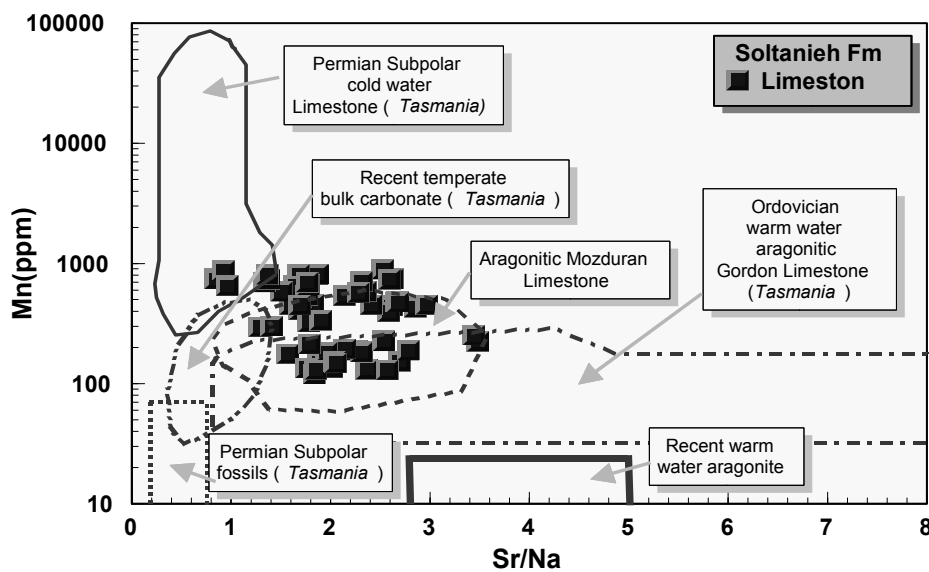 100000
10000
1000
100
10
Mn(ppm)
0
1
2
3
4
5
6
7
8
Sr/Na
Permian Subpolar
cold water
Limestone ( Tasmania)
Soltanieh Fm
Limeston
Recent temperate
bulk carbonate ( Tasmania )
Aragonitic Mozduran
Limestone
Ordovician
warm water
aragonitic
Gordon Limestone
(Tasmania )
Permian Subpolar
fossils ( Tasmania )
Recent warm
water aragonite